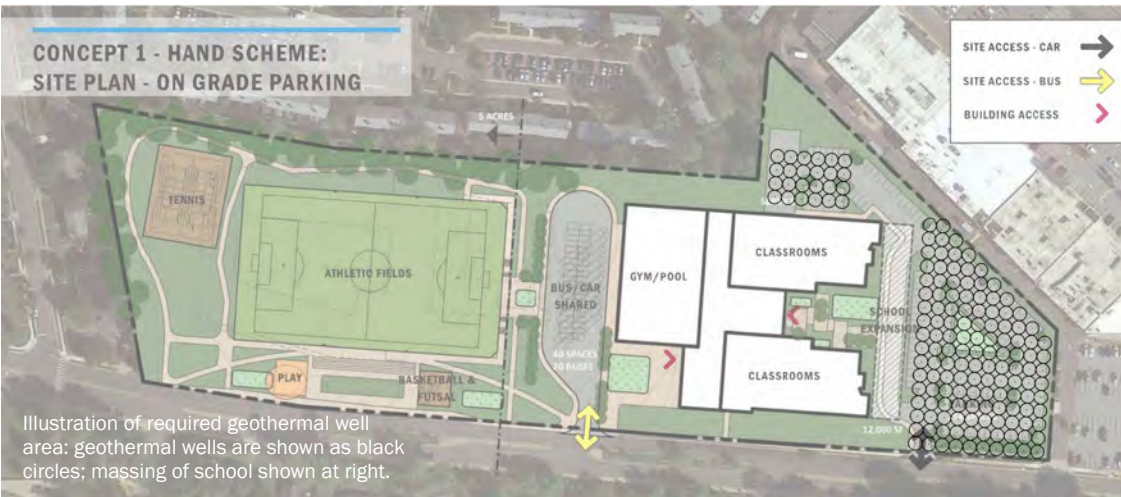 CONCEPT 1 - HAND SCHEME:
SITE PLAN - ON GRADE PARKING
SITE ACCESS - CAR
SITE ACCESS - BUS
BUILDING ACCESS
5 ACRES
TENNIS
ATHLETIC FIELDS
BUS/CAR
SHARED
40 SPACES
20 BUSES
GYM/POOL
CLASSROOMS
SCHOOL
EXPANSION
CLASSROOMS
PLAY
BASKETBALL &
FUTSAL
12,000 SF
Illustration of required geothermal well
area: geothermal wells are shown as black
circles; massing of school shown at right.